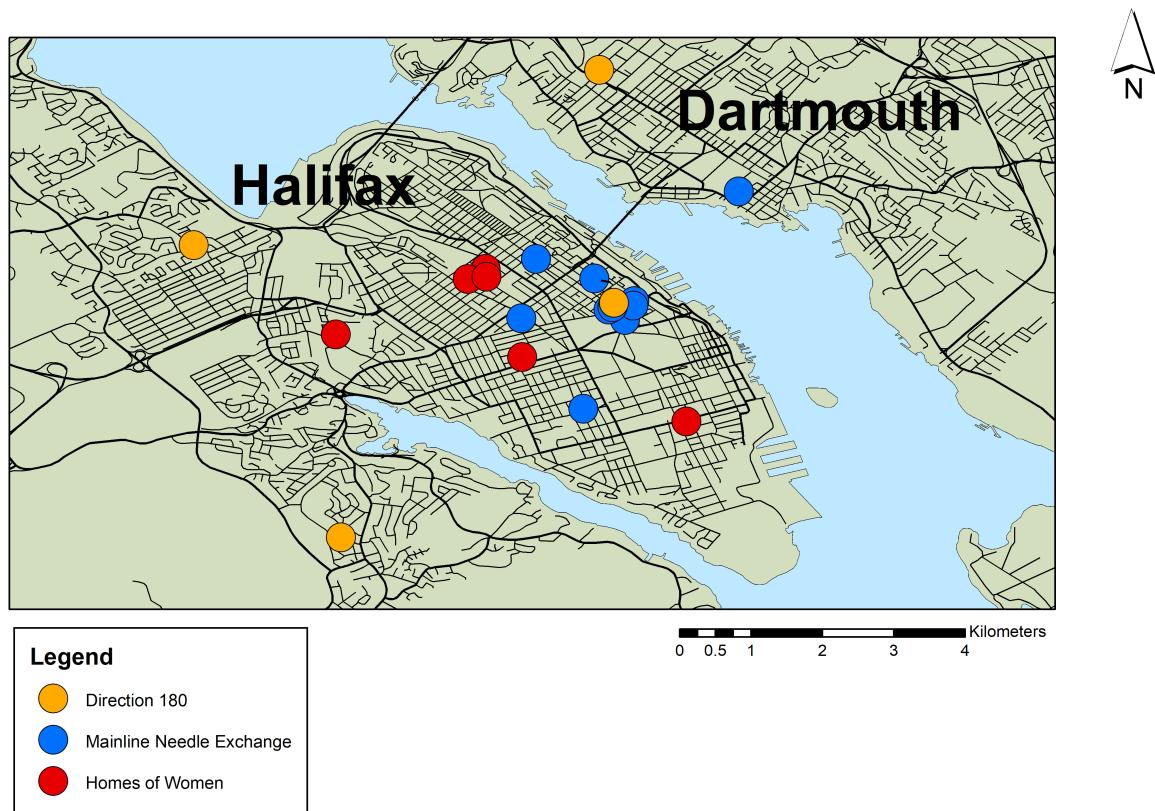 N
Dartmouth
Halifax
Kilometers
0 0.5 1 2 3 4
Legend
Direction 180
Mainline Needle Exchange
Homes of Women